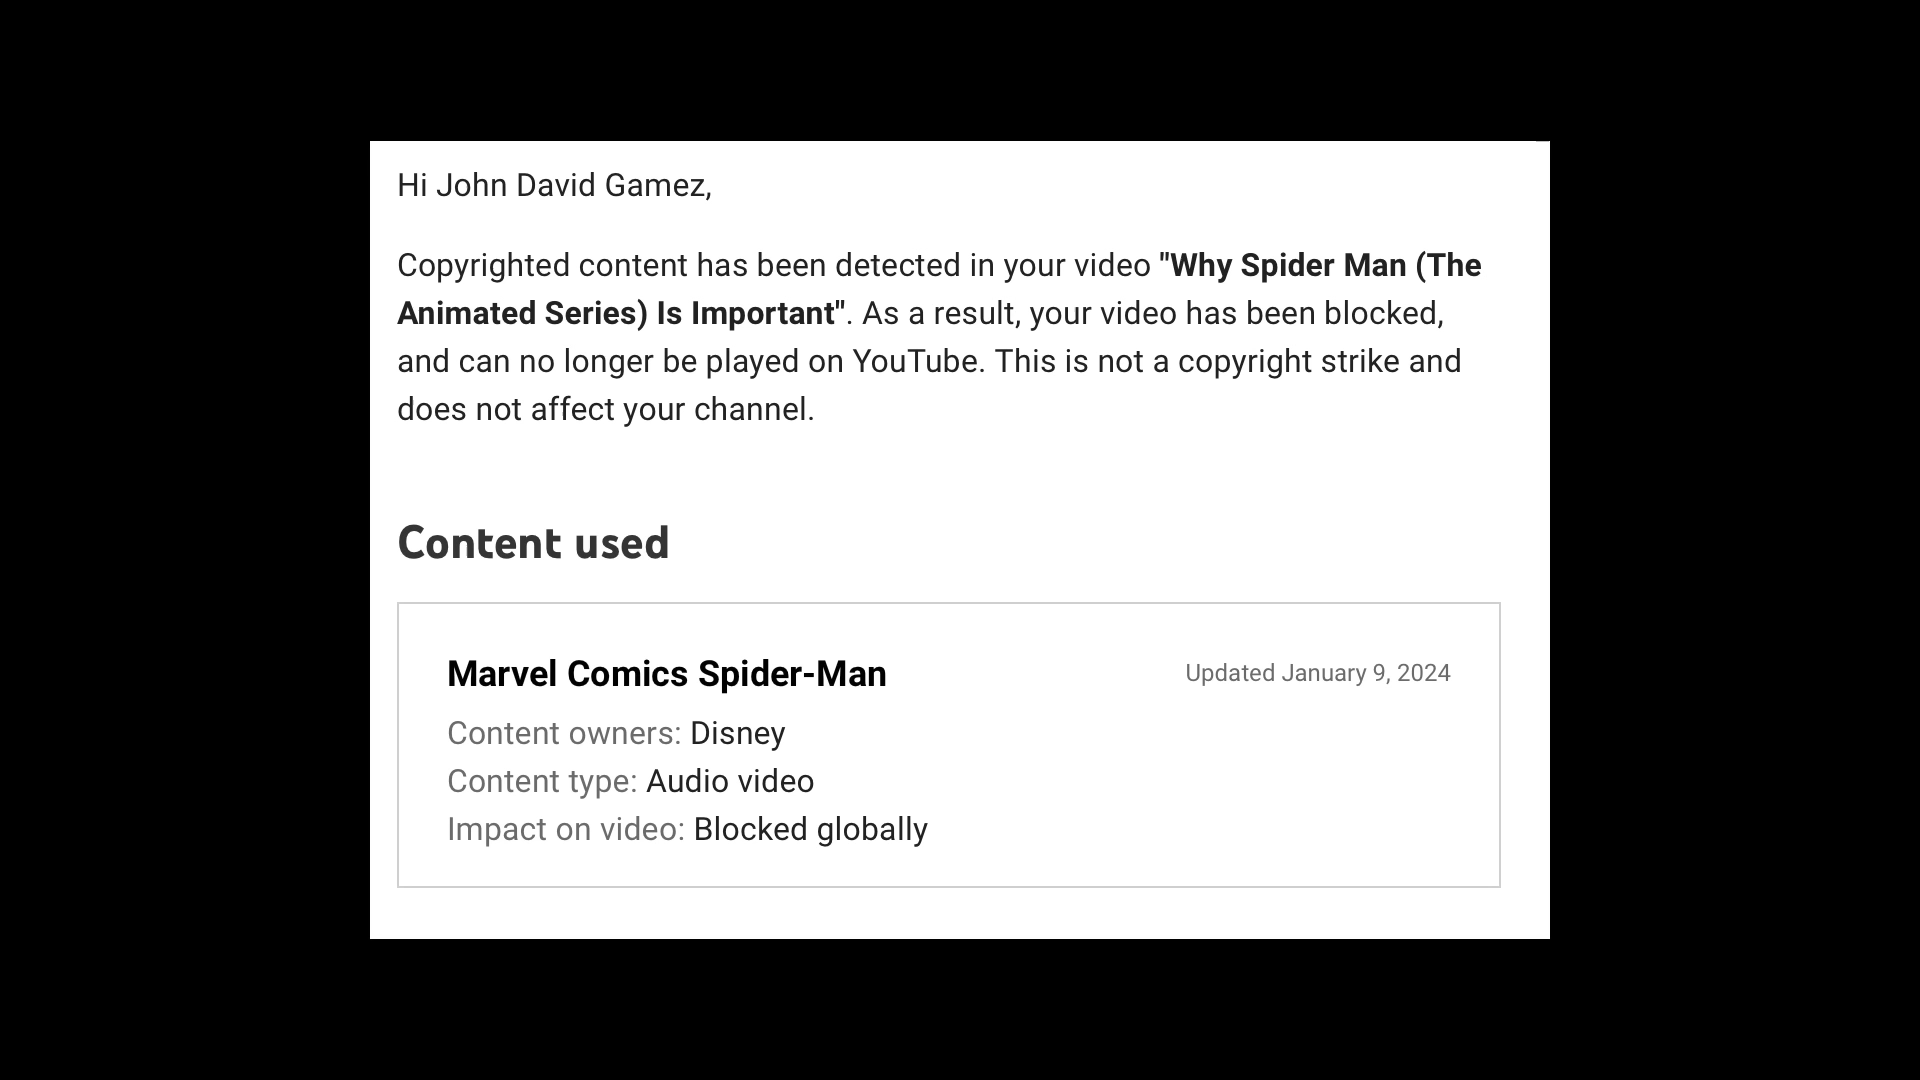 Hi John David Gamez,
Copyrighted content has been detected in your video "Why Spider Man (The
Animated Series) Is Important". As a result, your video has been blocked,
and can no longer be played on YouTube. This is not a copyright strike and
does not affect your channel.
Content used
Marvel Comics Spider-Man
Updated January 9, 2024
Content owners: Disney
Content type: Audio video
Impact on video: Blocked globally